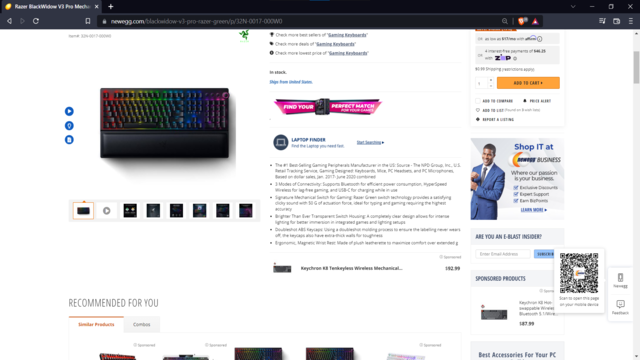 Razer BlackWidow V3 Pro Mech
newegg.com/blackwidow-v3-pro-razer-green/p/32N-0017-000W0
Item#: 32N-0017-000W0
Check more best sellers of "Gaming Keyboards"
Check more deals of "Gaming Keyboards"
Check more lowest price of "Gaming Keyboards"
In stock.
Ships from United States.
FIND YOUR PERFECT MATCH
LAPTOP FINDER
Find the Laptop you need fast.
Start Searching
The #1 Best-Selling Gaming Peripherals Manufacturer in the US: Source - The NPD Group, Inc., U.S.
Retail Tracking Service, Gaming Designed: Keyboards, Mice, PC Headsets, and PC Microphones,
Based on dollar sales, Jan. 2017- June 2020 combined
3 Modes of Connectivity: Supports Bluetooth for efficient power consumption, HyperSpeed
Wireless for lag-free gaming, and USB-C for charging while in use
Signature Mechanical Switch for Gaming: Razer Green switch technology provides a satisfying
clicky sound with 50 G of actuation force, ideal for typing and gaming requiring the highest
accuracy
Brighter Than Ever Transparent Switch Housing: A completely clear design allows for intense
lighting for better immersion in integrated games and lighting setups
Doubleshot ABS Keycaps: Using a doubleshot molding process to ensure the labelling never wears
off, the keycaps also have extra-thick walls for toughness
Ergonomic, Magnetic Wrist Rest: Made of plush leatherette to maximize comfort over extended g
Sponsored
Keychron K8 Tenkeyless Wireless Mechanical...
$92.99
RECOMMENDED FOR YOU
Similar Products
Combos
Sponsored
Sponsored
Sponsored
OR
as low as $17/mo with affirm
OR
4 interest-free payments of $46.25
with ZIP
$3.99 Shipping (restrictions apply)
1
ADD TO CART
ADD TO COMPARE
PRICE ALERT
ADD TO LIST
REPORT A LISTING
Shop iT at
newegg BUSINESS
Where our passion
is your business.
Exclusive Discounts
Expert Support
Earn BizPoints
LEARN MORE
ARE YOU AN E-BLAST INSIDER?
Enter Email Address
SUBSCRIBE
SPONSORED PRODUCTS
Keychron K6 Hot-
swappable Wireless
Bluetooth 5.1/Wire
$87.99
Scan to open this page
on your mobile device
Newegg
Feedback
Best Accessories For Your PC